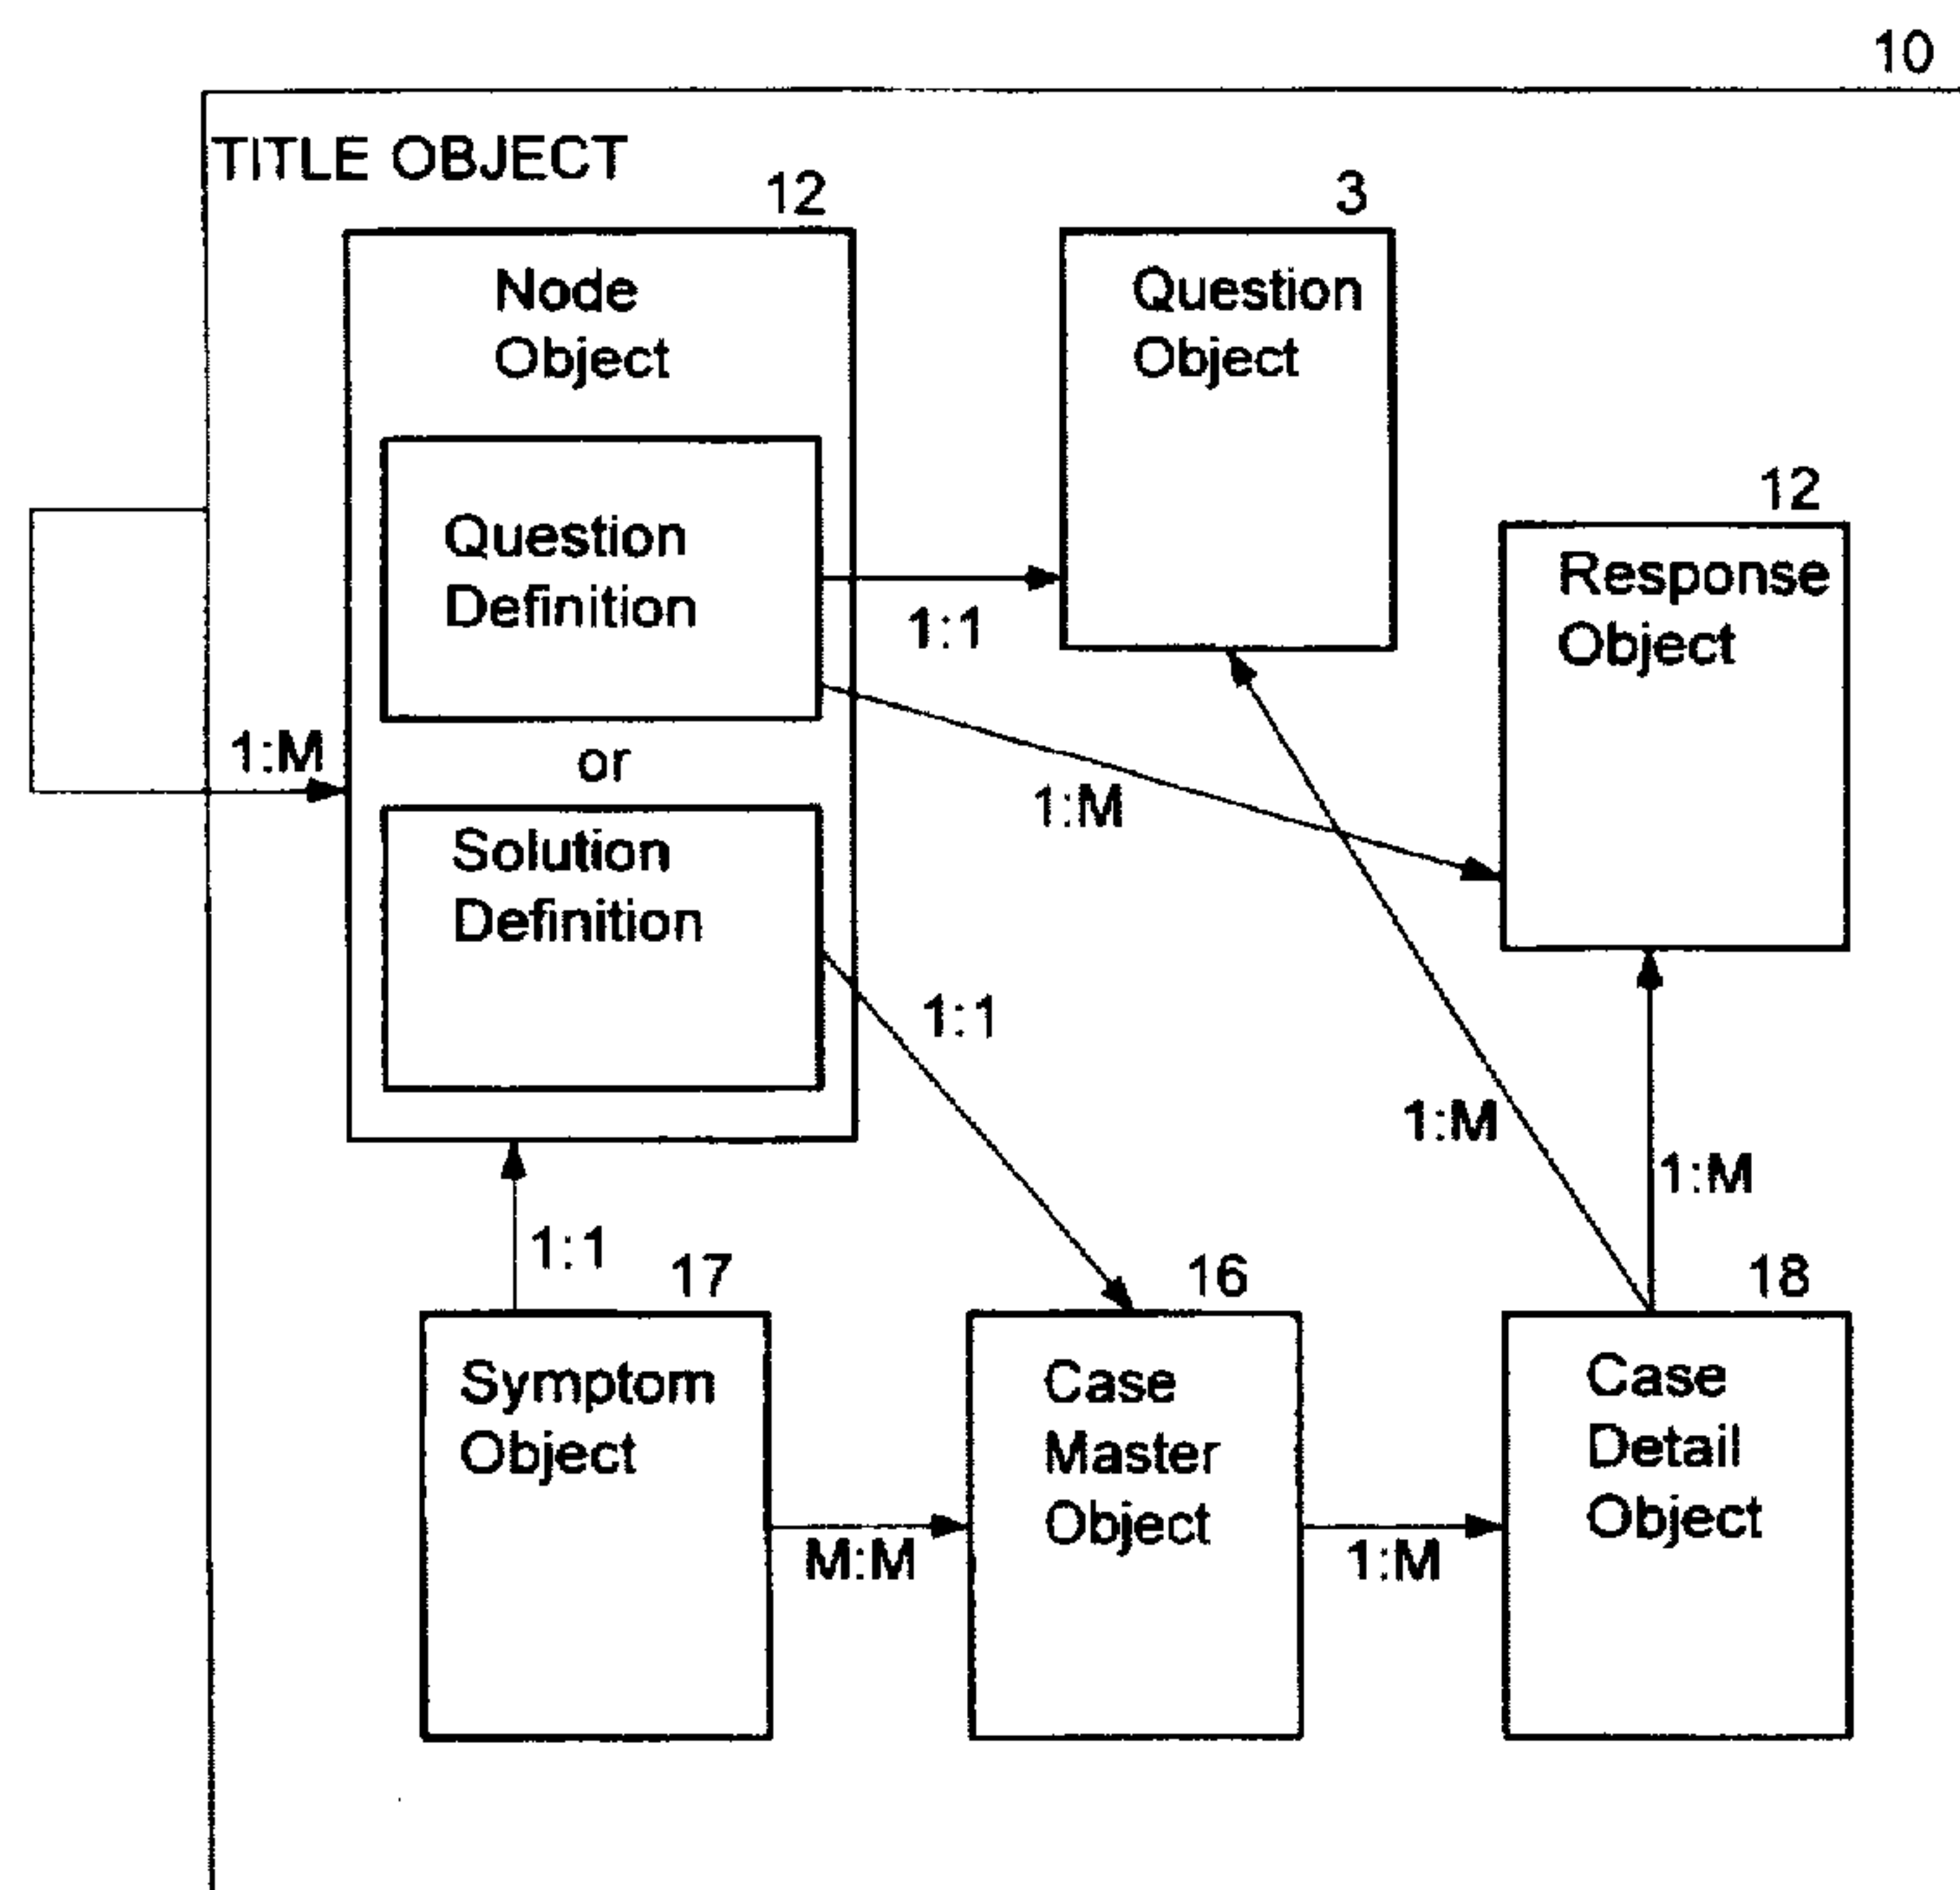 10
TITLE OBJECT
12
3
Node
Object
Question
Object
12
Question
Definition
Response
Object
1:1
1:M
or
1:M
Solution
Definition
1:1
1:M
1:M
1:1
17
16
18
Symptom
Object
Case
Master
Object
Case
Detail
Object
M:M
1:M